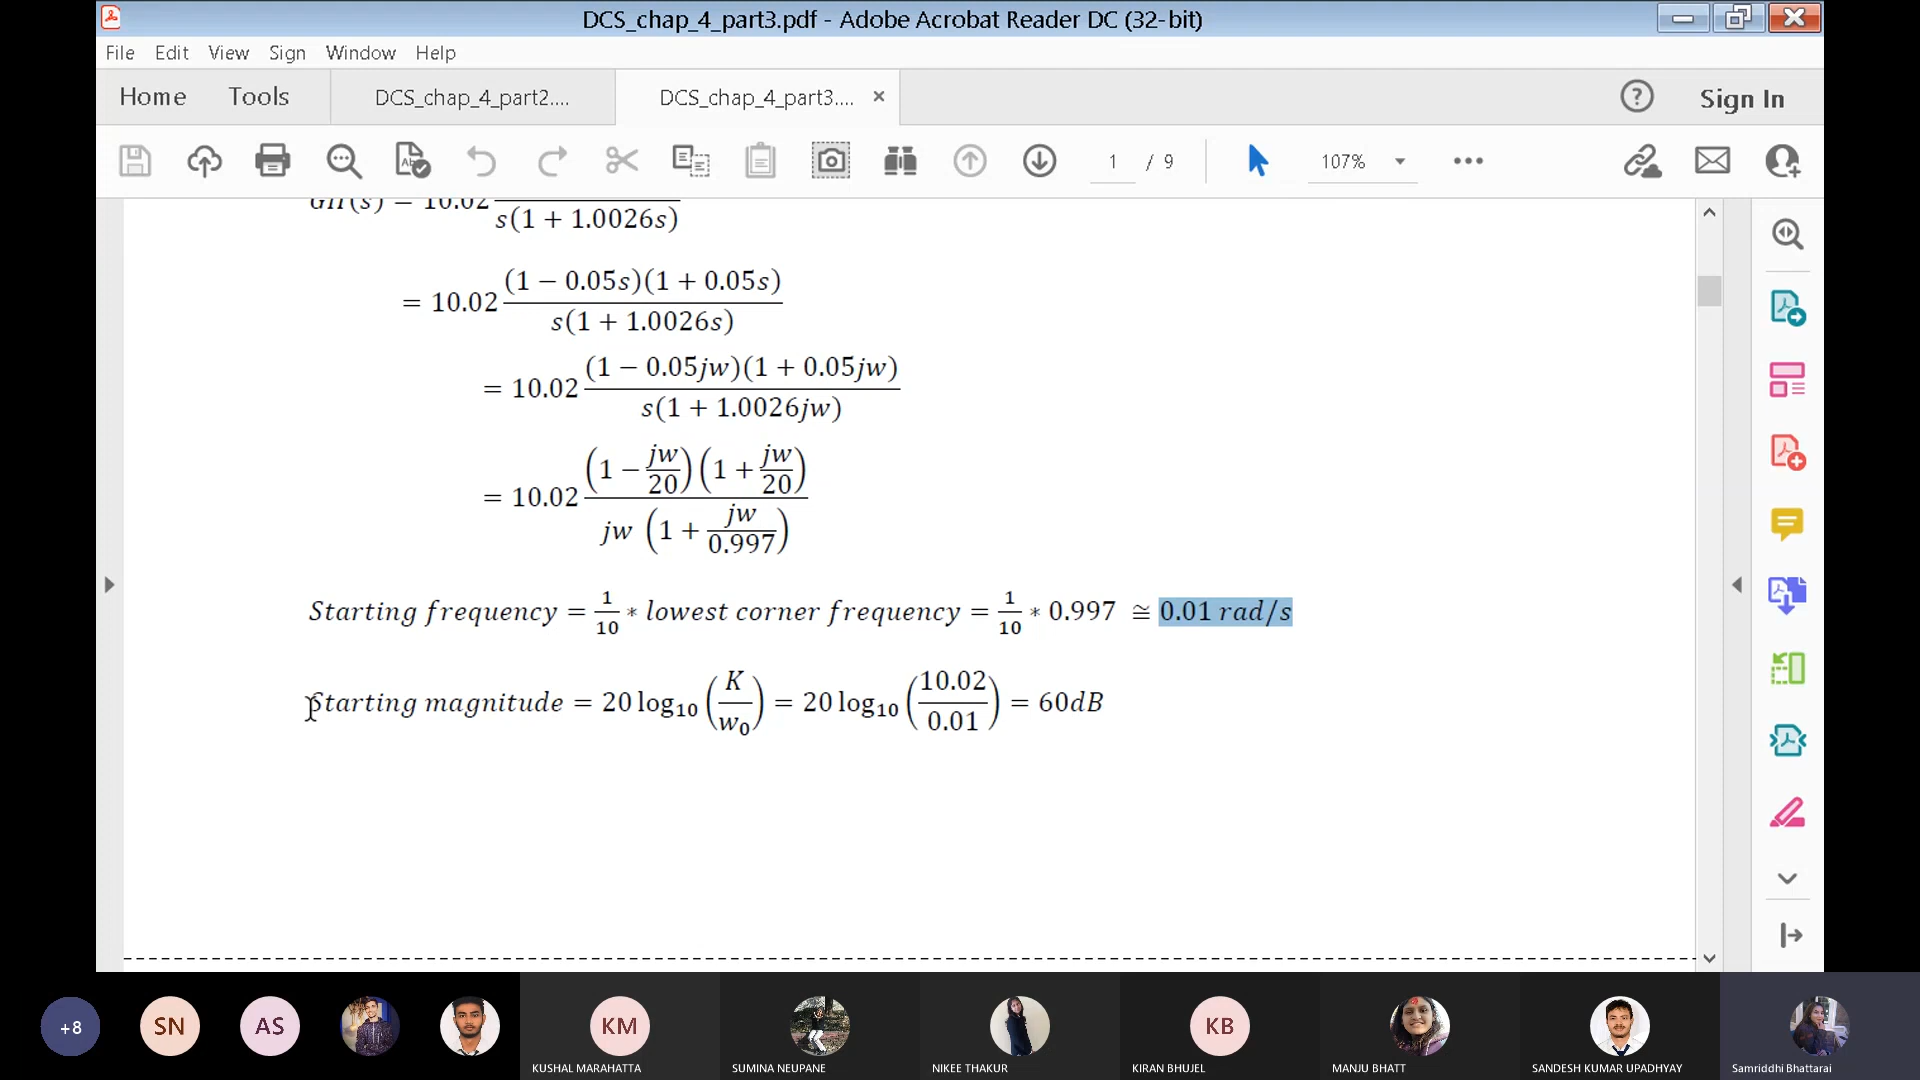 DCS_chap_4_part3.pdf - Adobe Acrobat Reader DC (32-bit)
File Edit View Sign Window Help
Home Tools DCS_chap_4_part2.... DCS_chap_4_part3.... × ? Sign In
1 / 9 107%
GH(s) = 10.02 / s(1 + 1.0026s)
= 10.02 (1 − 0.05s)(1 + 0.05s) / s(1 + 1.0026s)
= 10.02 (1 − 0.05jw)(1 + 0.05jw) / s(1 + 1.0026jw)
= 10.02 (1 − jw/20)(1 + jw/20) / jw (1 + jw/0.997)
Starting frequency = 1/10 * lowest corner frequency = 1/10 * 0.997 ≅ 0.01 rad/s
Starting magnitude = 20 log₁₀ (K/w₀) = 20 log₁₀ (10.02/0.01) = 60dB
+8 SN AS KM KB
KUSHAL MARAHATTA SUMINA NEUPANE NIKEE THAKUR KIRAN BHUJEL MANJU BHATT SANDESH KUMAR UPADHYAY Samriddhi Bhattarai